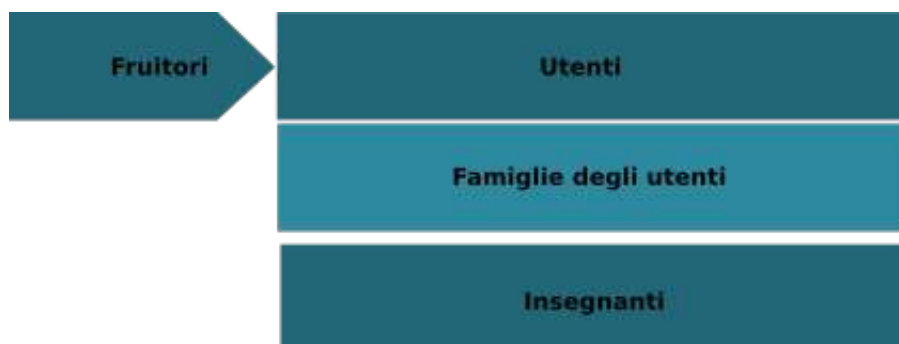 Fruitori
Utenti
Famiglie degli utenti
Insegnanti